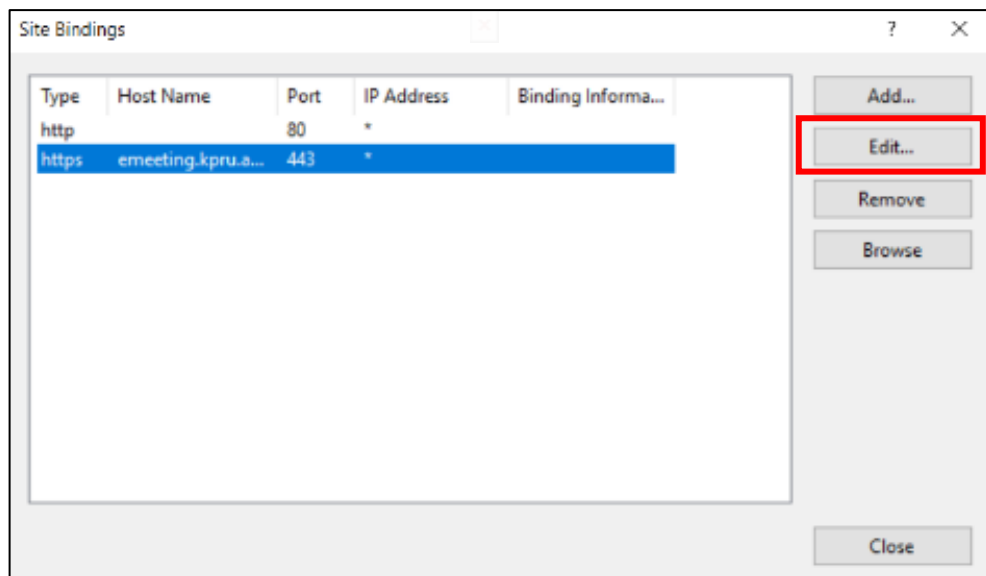 Site Bindings ?
Type Host Name Port IP Address Binding Informa... Add...
http 80 *
https emeeting.kpru.a... 443 * Edit...
Remove
Browse
Close